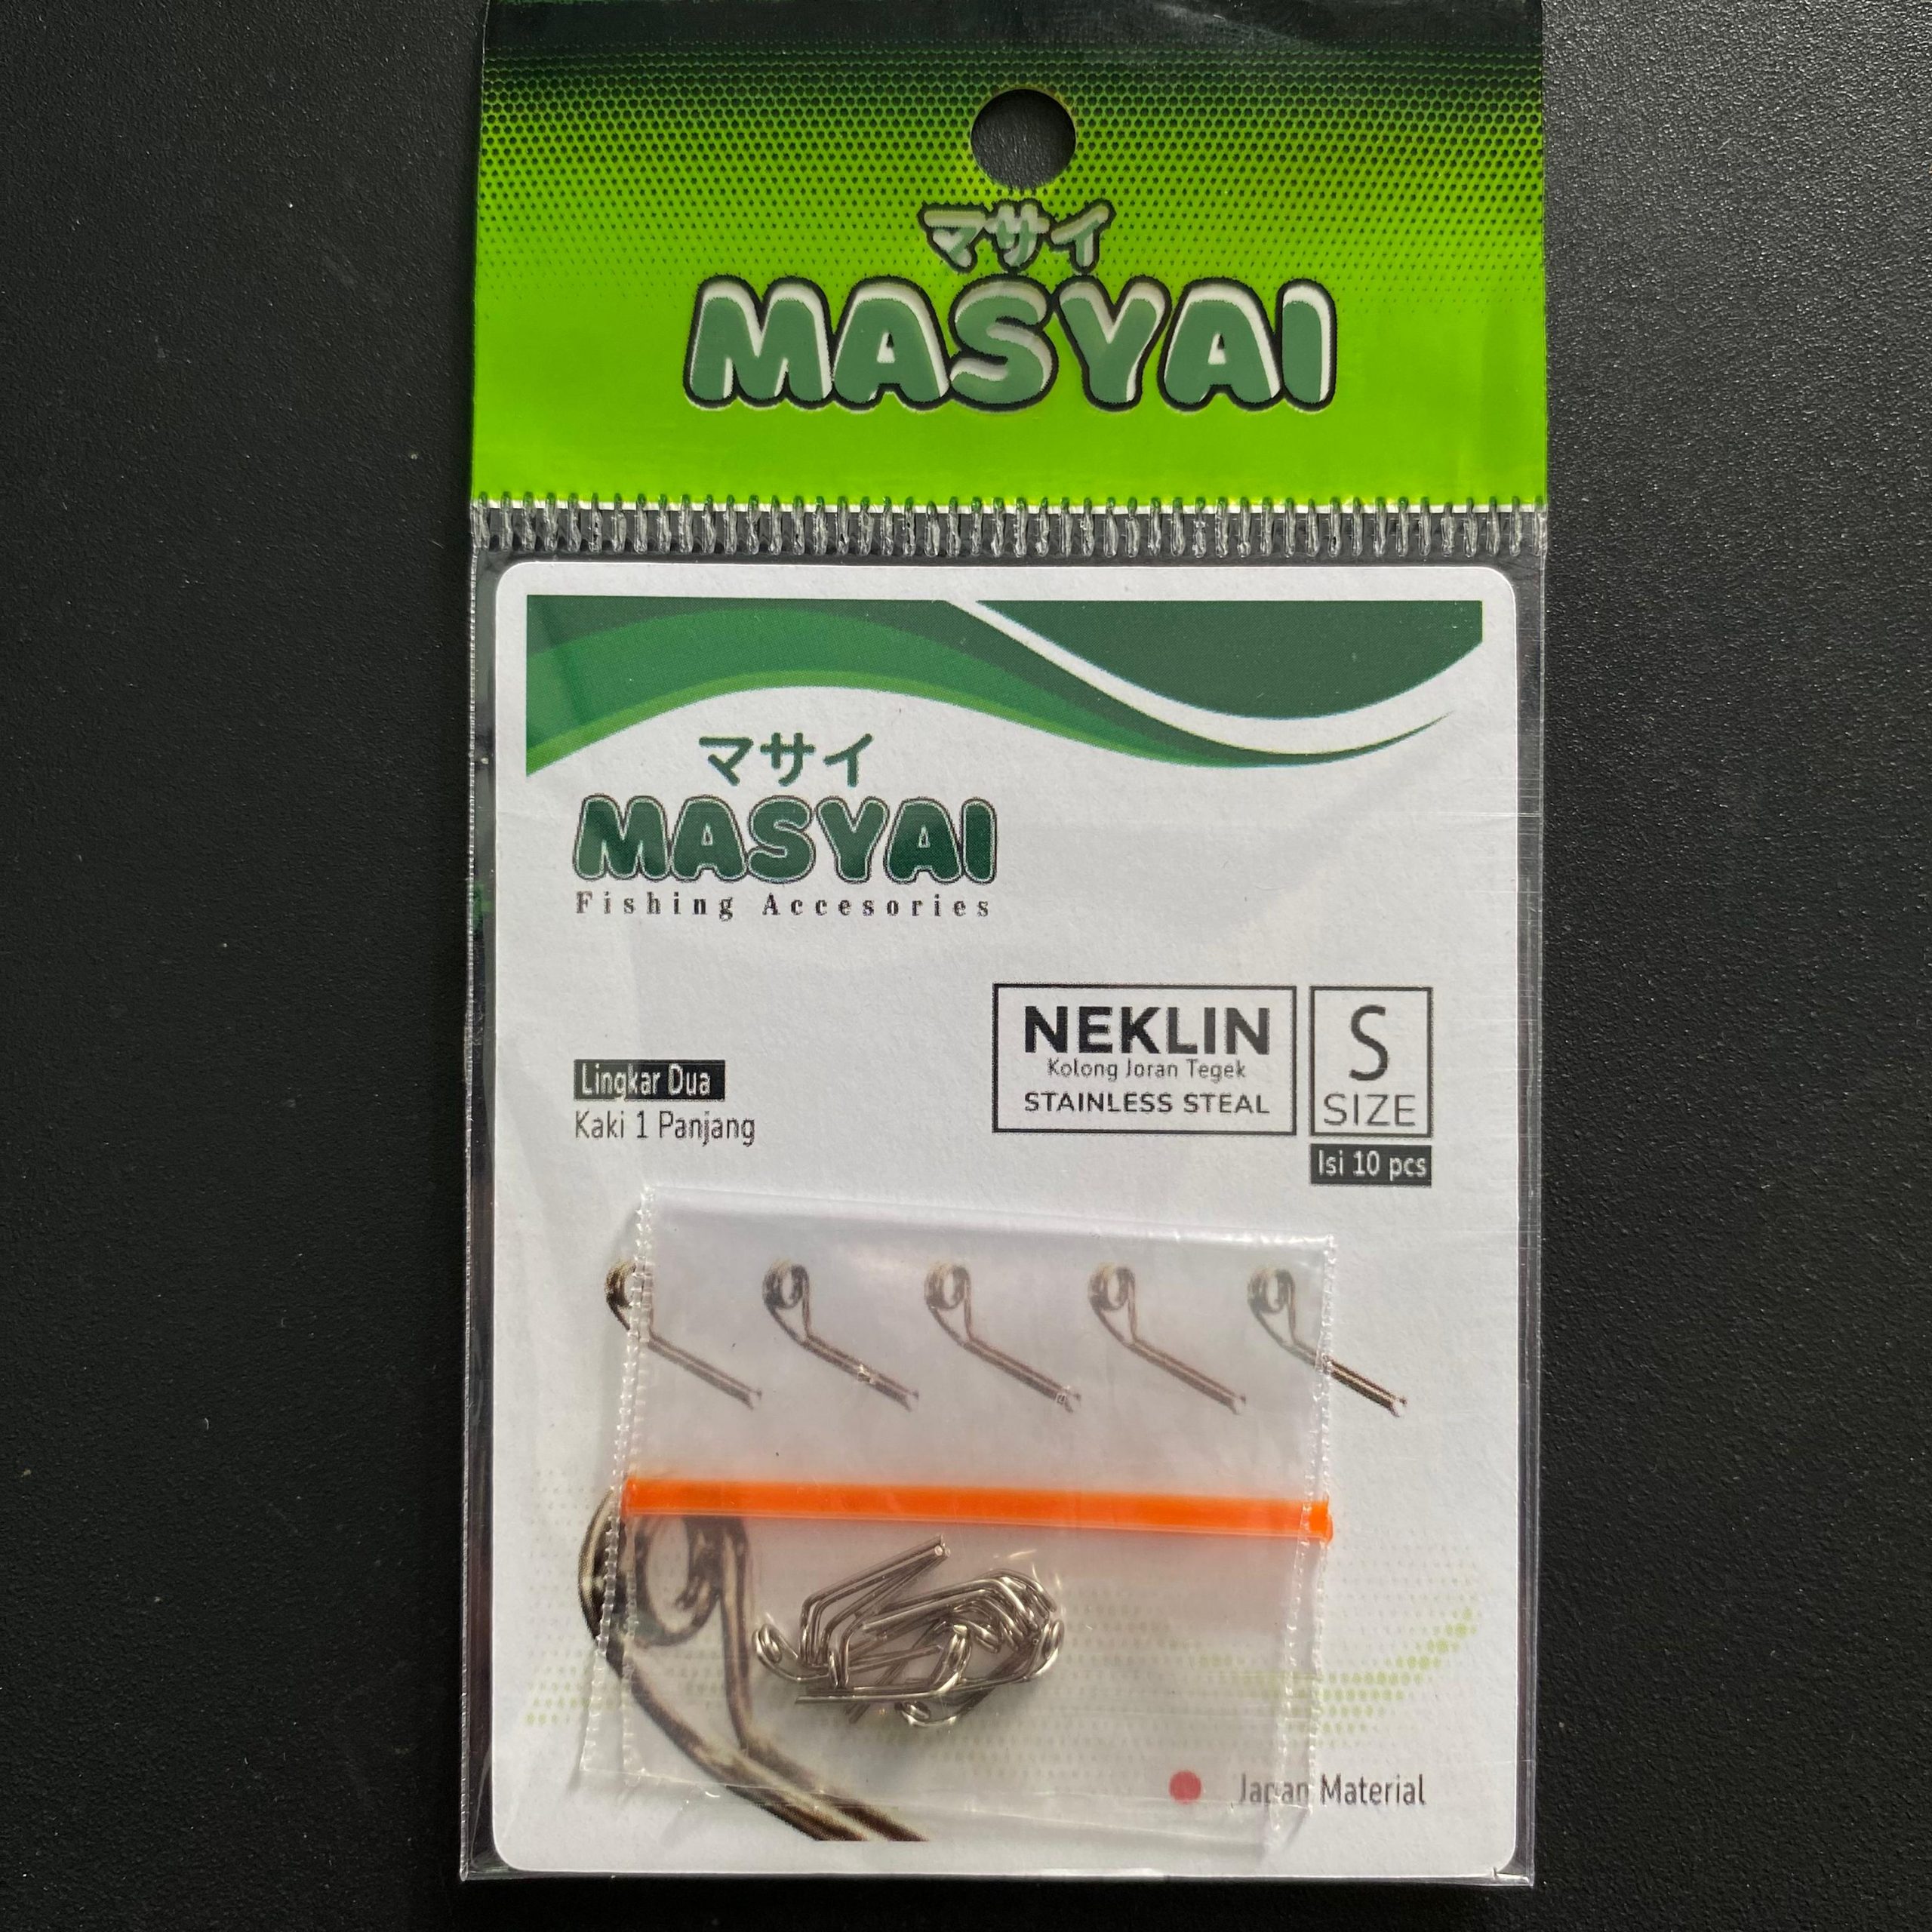 マサイ
MASYAI
マサイ
MASYAI
Fishing Accesories
NEKLIN
Kolong Joran Tegek
STAINLESS STEAL
S
SIZE
Isi 10 pcs
Lingkar Dua
Kaki 1 Panjang
Japan Material